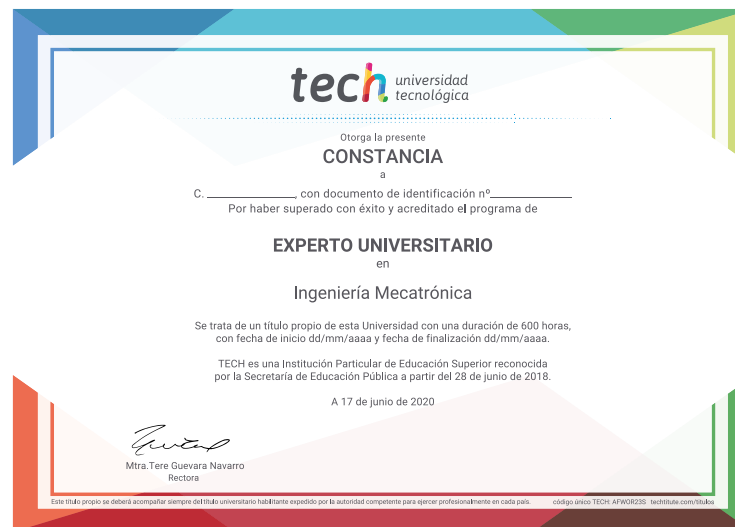 tech universidad
tecnológica
Otorga la presente
CONSTANCIA
a
C. ________________, con documento de identificación nº________________
Por haber superado con éxito y acreditado el programa de
EXPERTO UNIVERSITARIO
en
Ingeniería Mecatrónica
Se trata de un título propio de esta Universidad con una duración de 600 horas,
con fecha de inicio dd/mm/aaaa y fecha de finalización dd/mm/aaaa.
TECH es una Institución Particular de Educación Superior reconocida
por la Secretaría de Educación Pública a partir del 28 de junio de 2018.
A 17 de junio de 2020
Mtra.Tere Guevara Navarro
Rectora
Este título propio se deberá acompañar siempre del título universitario habilitante expedido por la autoridad competente para ejercer profesionalmente en cada país. código único TECH: AFWOR23S techtitute.com/titulos